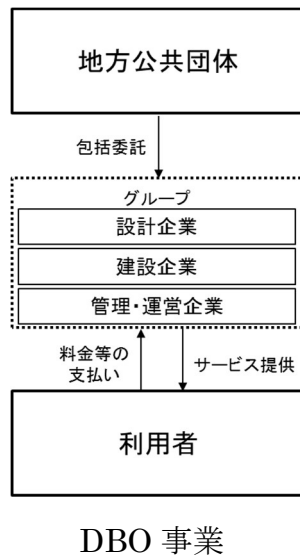 地方公共団体
包括委託
グループ
設計企業
建設企業
管理・運営企業
料金等の
支払い
サービス提供
利用者
DBO 事業